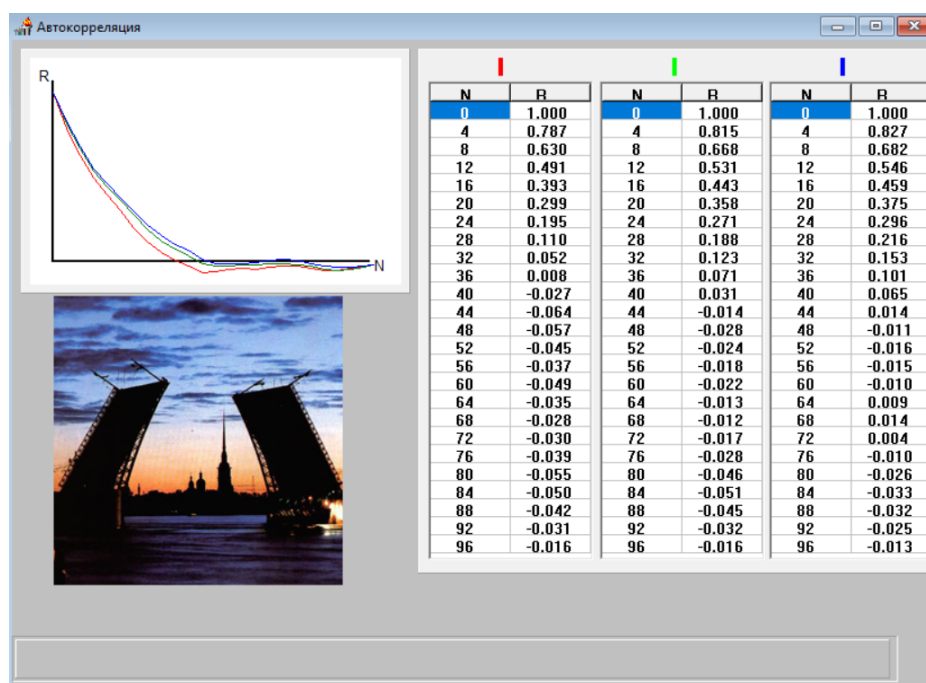 Автокорреляция
R
N
N R N R N R
0 1.000 0 1.000 0 1.000
4 0.787 4 0.815 4 0.827
8 0.630 8 0.668 8 0.682
12 0.491 12 0.531 12 0.546
16 0.393 16 0.443 16 0.459
20 0.299 20 0.358 20 0.375
24 0.195 24 0.271 24 0.296
28 0.110 28 0.188 28 0.216
32 0.052 32 0.123 32 0.153
36 0.008 36 0.071 36 0.101
40 -0.027 40 0.031 40 0.065
44 -0.064 44 -0.014 44 0.014
48 -0.057 48 -0.028 48 -0.011
52 -0.045 52 -0.024 52 -0.016
56 -0.037 56 -0.018 56 -0.015
60 -0.049 60 -0.022 60 -0.010
64 -0.035 64 -0.013 64 0.009
68 -0.028 68 -0.012 68 0.014
72 -0.030 72 -0.017 72 0.004
76 -0.039 76 -0.028 76 -0.010
80 -0.055 80 -0.046 80 -0.026
84 -0.050 84 -0.051 84 -0.033
88 -0.042 88 -0.045 88 -0.032
92 -0.031 92 -0.032 92 -0.025
96 -0.016 96 -0.016 96 -0.013